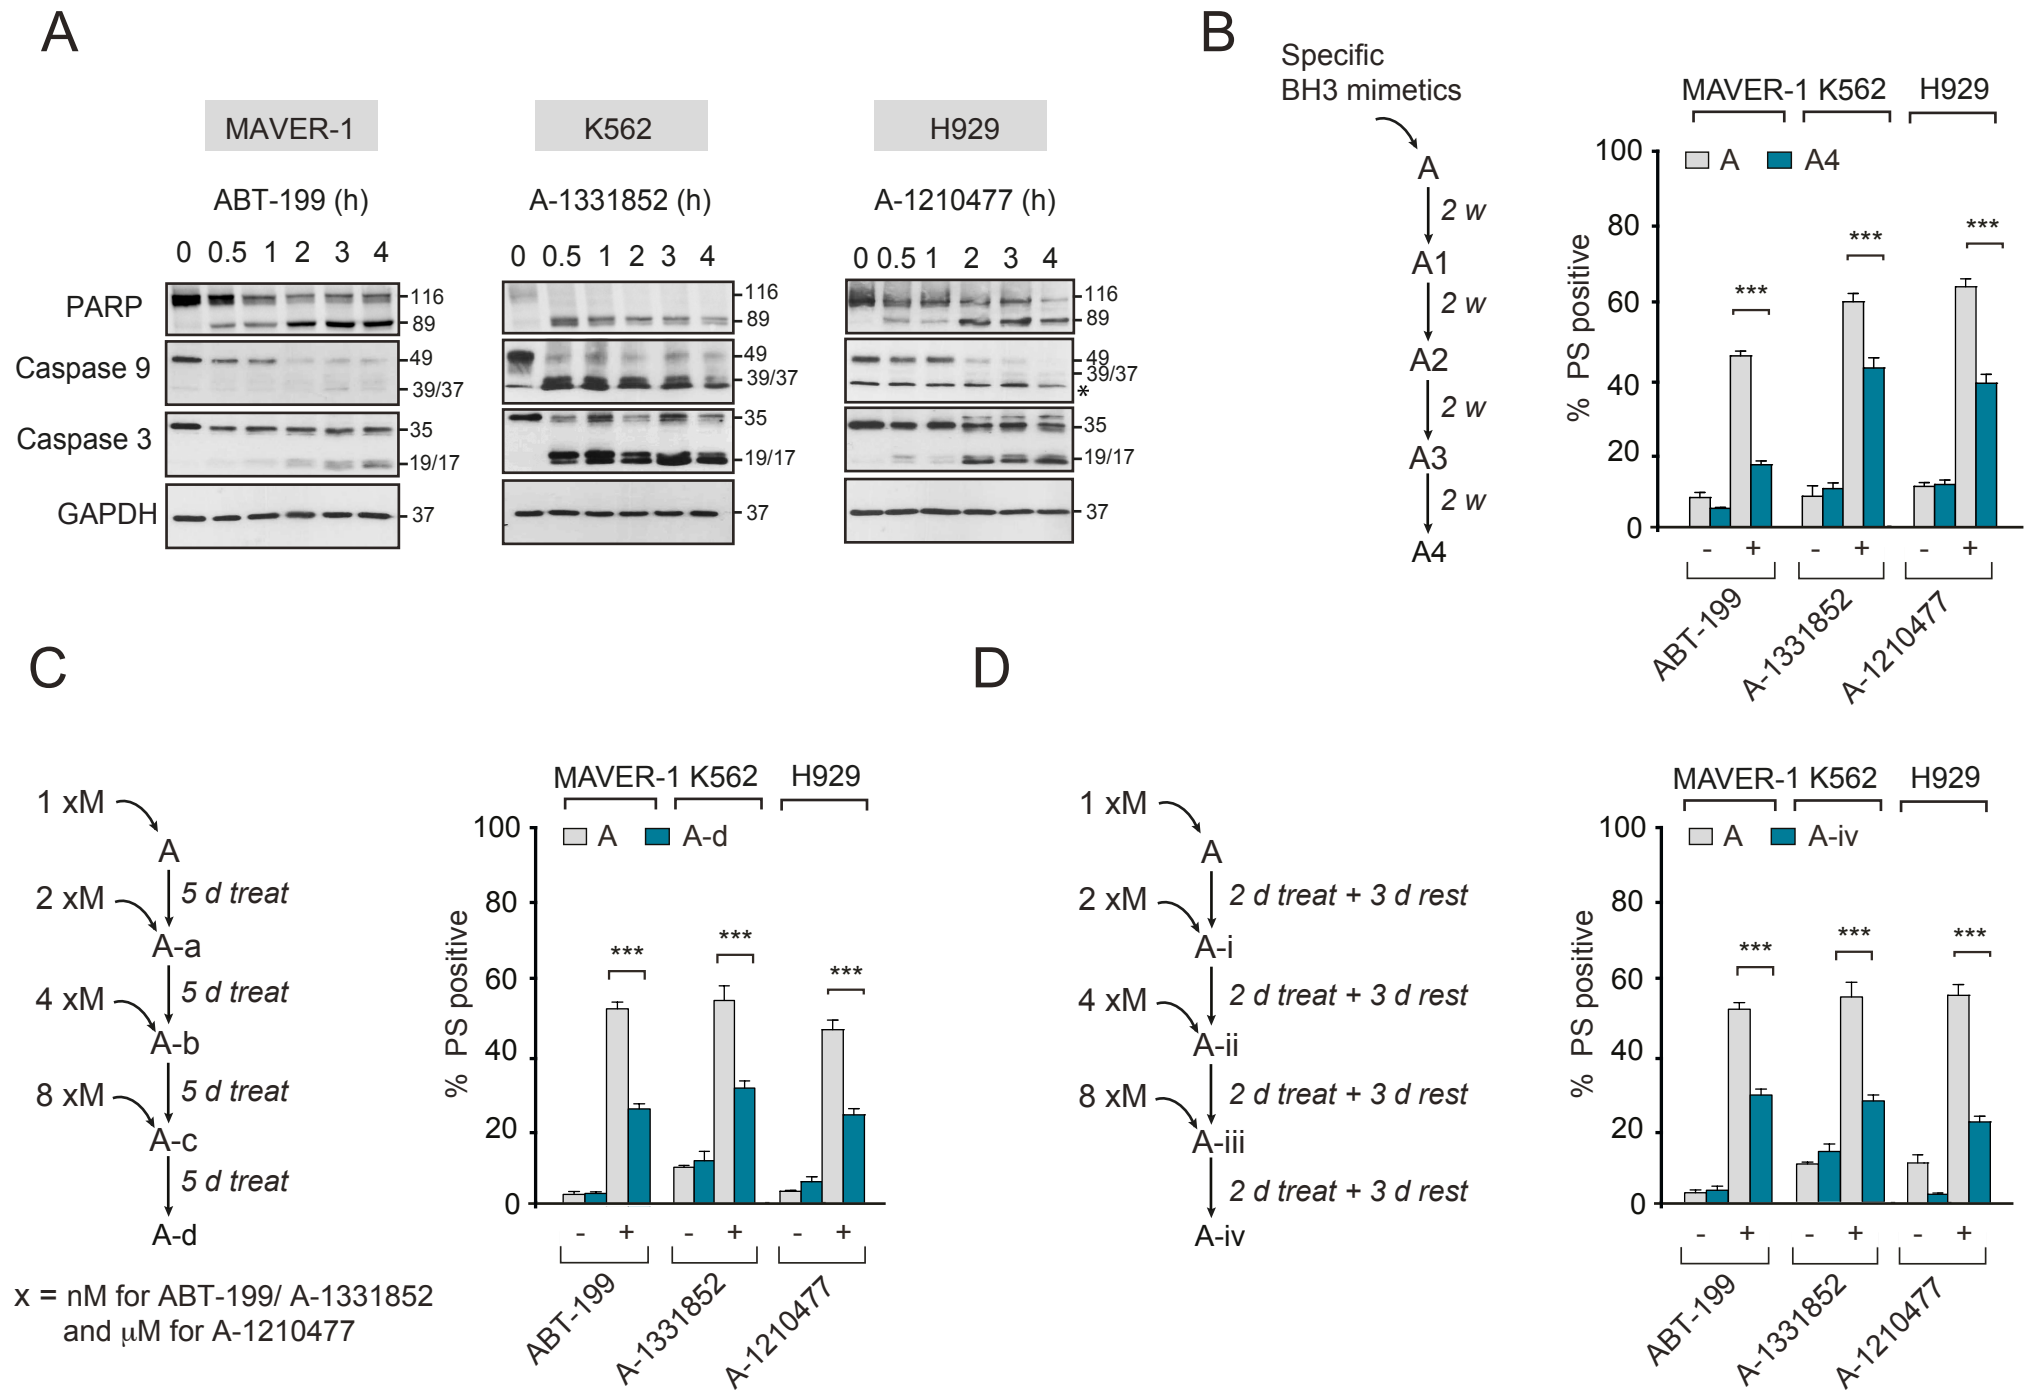 A
MAVER-1
K562
H929
ABT-199 (h)
A-1331852 (h)
A-1210477 (h)
0 0.5 1 2 3 4
0 0.5 1 2 3 4
0 0.5 1 2 3 4
PARP
116
89
116
89
116
89
Caspase 9
49
39/37
49
39/37
49
39/37
*
Caspase 3
35
19/17
35
19/17
35
19/17
GAPDH
37
37
37
B
Specific
BH3 mimetics
A
2 w
A1
2 w
A2
2 w
A3
2 w
A4
MAVER-1 K562 H929
A A4
% PS positive
100
80
60
40
20
0
***
***
***
- + - + - +
ABT-199
A-1331852
A-1210477
C
1 xM
A
5 d treat
2 xM
A-a
5 d treat
4 xM
A-b
5 d treat
8 xM
A-c
5 d treat
A-d
x = nM for ABT-199/ A-1331852
and μM for A-1210477
MAVER-1 K562 H929
A A-d
% PS positive
100
80
60
40
20
0
***
***
***
- + - + - +
ABT-199
A-1331852
A-1210477
D
1 xM
A
2 d treat + 3 d rest
2 xM
A-i
2 d treat + 3 d rest
4 xM
A-ii
2 d treat + 3 d rest
8 xM
A-iii
2 d treat + 3 d rest
A-iv
MAVER-1 K562 H929
A A-iv
% PS positive
100
80
60
40
20
0
***
***
***
- + - + - +
ABT-199
A-1331852
A-1210477